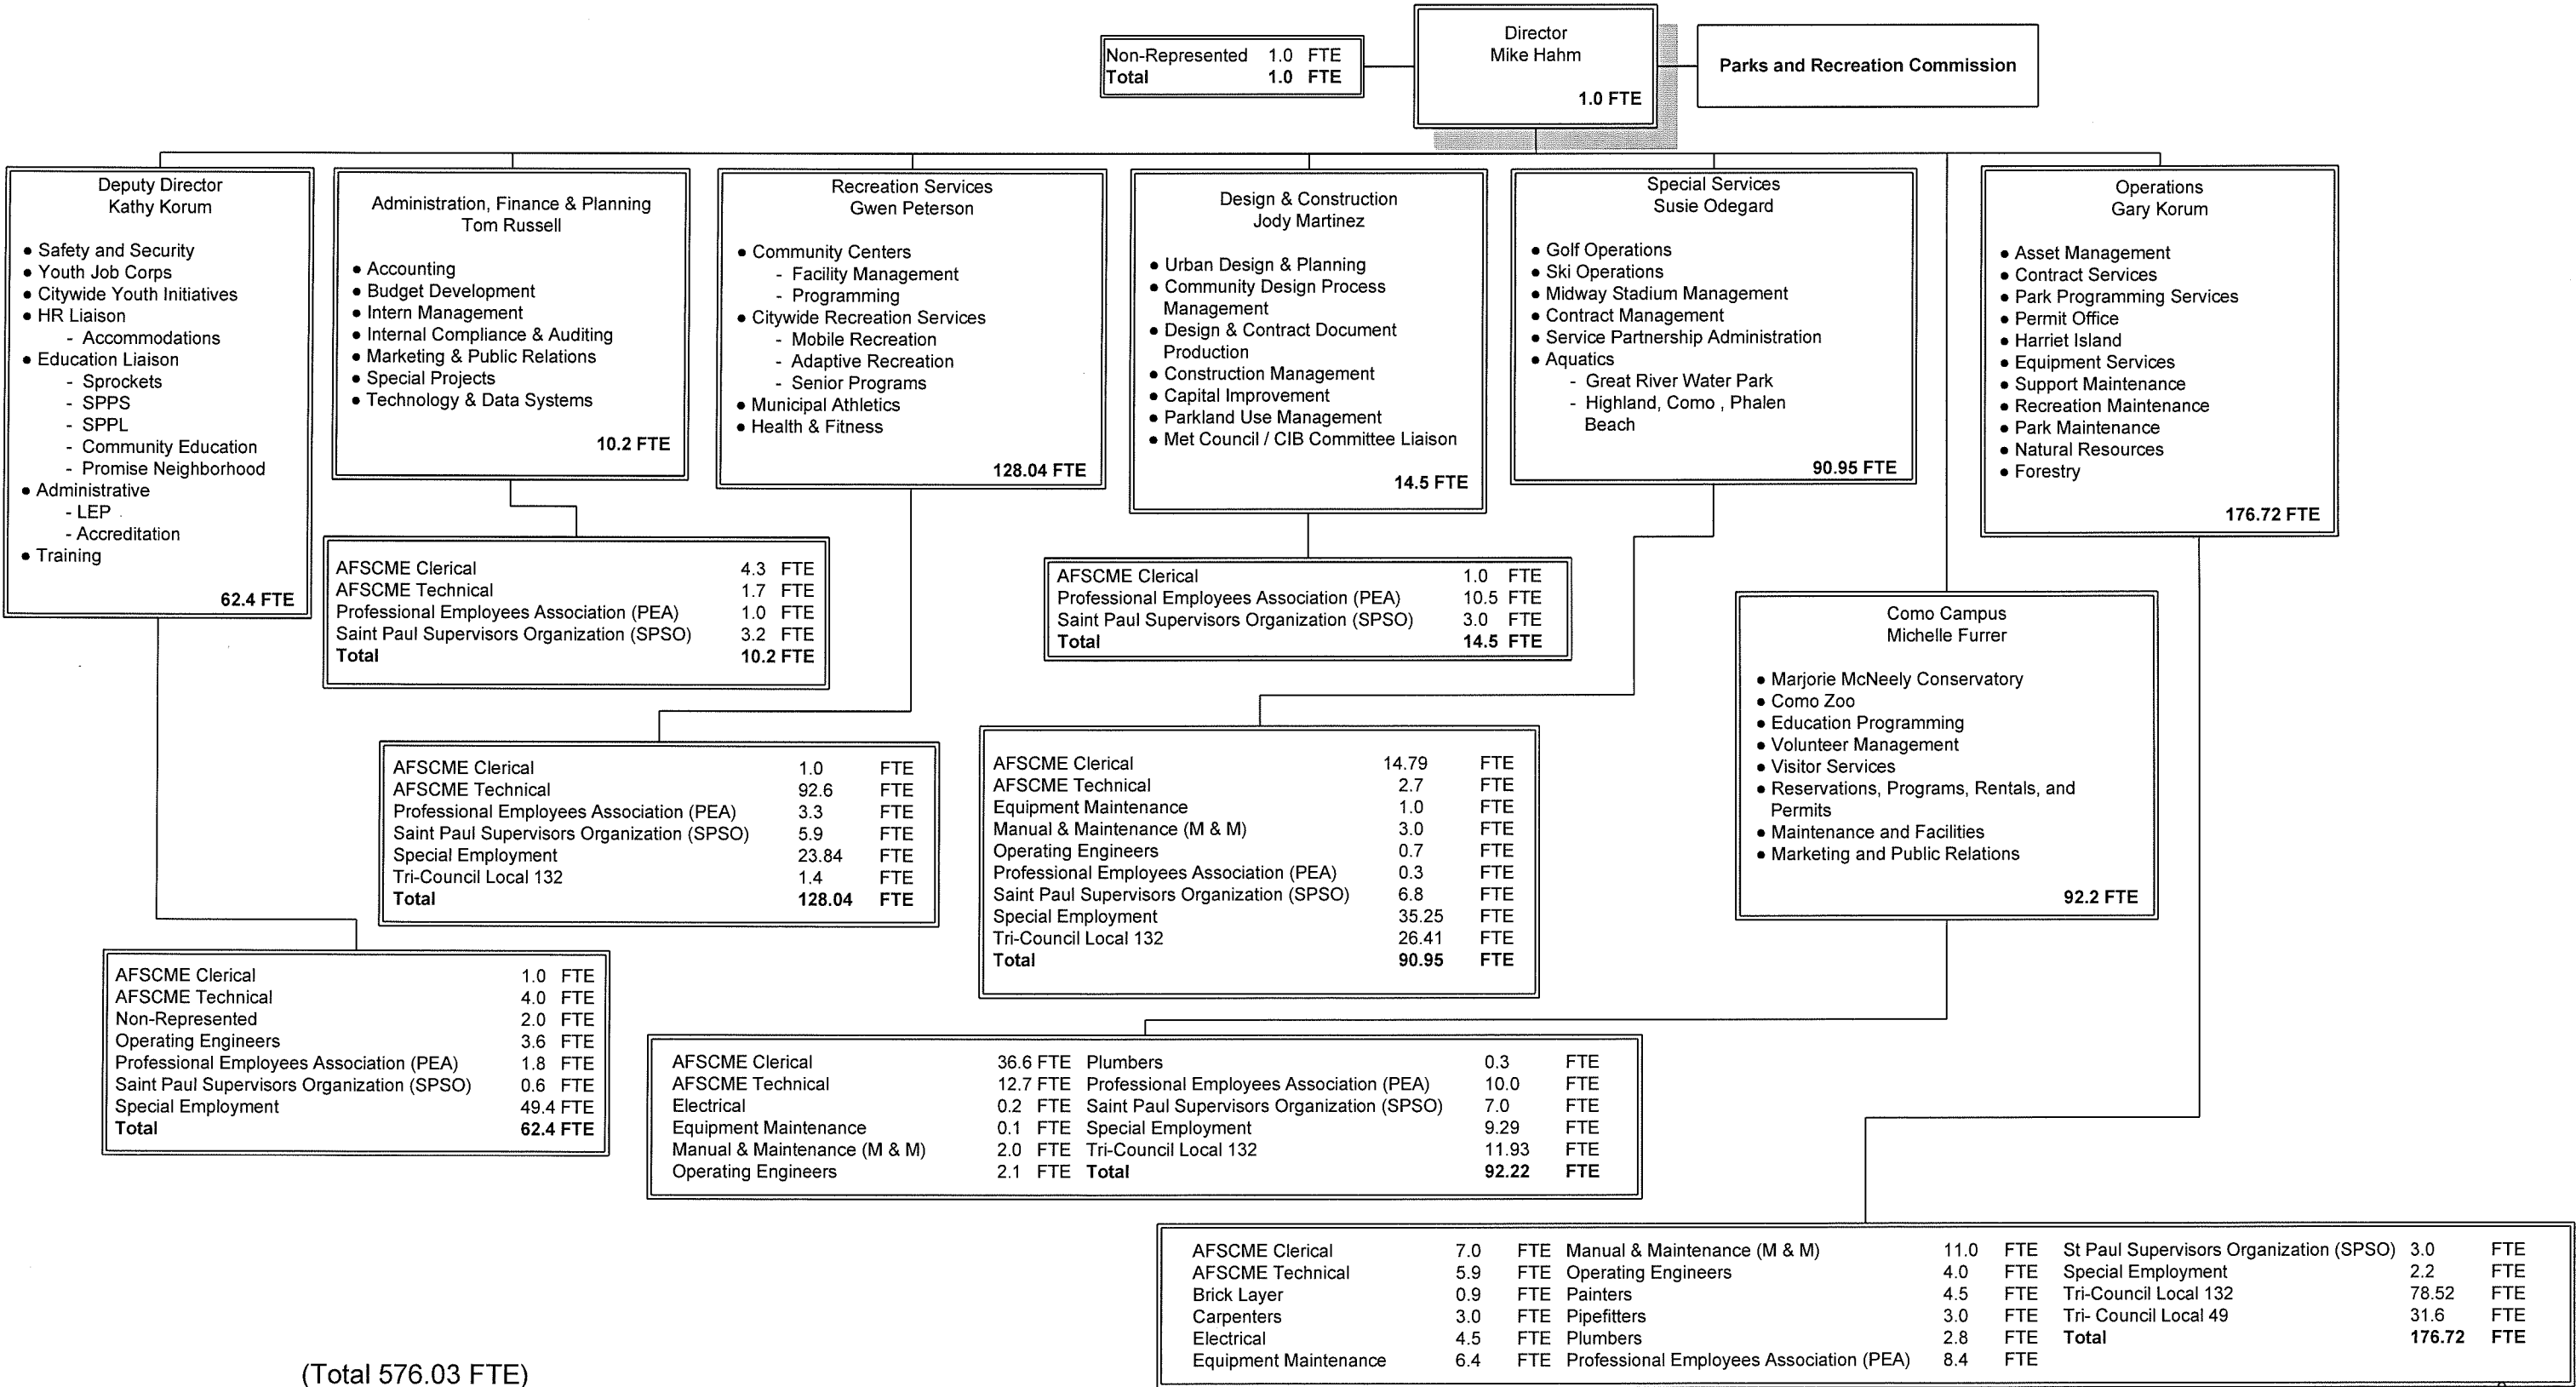 Non-Represented 1.0 FTE
Total 1.0 FTE
Director
Mike Hahm
1.0 FTE
Parks and Recreation Commission
Deputy Director
Kathy Korum
● Safety and Security
● Youth Job Corps
● Citywide Youth Initiatives
● HR Liaison
- Accommodations
● Education Liaison
- Sprockets
- SPPS
- SPPL
- Community Education
- Promise Neighborhood
● Administrative
- LEP
- Accreditation
● Training
62.4 FTE
Administration, Finance & Planning
Tom Russell
● Accounting
● Budget Development
● Intern Management
● Internal Compliance & Auditing
● Marketing & Public Relations
● Special Projects
● Technology & Data Systems
10.2 FTE
Recreation Services
Gwen Peterson
● Community Centers
- Facility Management
- Programming
● Citywide Recreation Services
- Mobile Recreation
- Adaptive Recreation
- Senior Programs
● Municipal Athletics
● Health & Fitness
128.04 FTE
Design & Construction
Jody Martinez
● Urban Design & Planning
● Community Design Process
Management
● Design & Contract Document
Production
● Construction Management
● Capital Improvement
● Parkland Use Management
● Met Council / CIB Committee Liaison
14.5 FTE
Special Services
Susie Odegard
● Golf Operations
● Ski Operations
● Midway Stadium Management
● Contract Management
● Service Partnership Administration
● Aquatics
- Great River Water Park
- Highland, Como , Phalen
Beach
90.95 FTE
Operations
Gary Korum
● Asset Management
● Contract Services
● Park Programming Services
● Permit Office
● Harriet Island
● Equipment Services
● Support Maintenance
● Recreation Maintenance
● Park Maintenance
● Natural Resources
● Forestry
176.72 FTE
AFSCME Clerical 4.3 FTE
AFSCME Technical 1.7 FTE
Professional Employees Association (PEA) 1.0 FTE
Saint Paul Supervisors Organization (SPSO) 3.2 FTE
Total 10.2 FTE
AFSCME Clerical 1.0 FTE
Professional Employees Association (PEA) 10.5 FTE
Saint Paul Supervisors Organization (SPSO) 3.0 FTE
Total 14.5 FTE
Como Campus
Michelle Furrer
● Marjorie McNeely Conservatory
● Como Zoo
● Education Programming
● Volunteer Management
● Visitor Services
● Reservations, Programs, Rentals, and
Permits
● Maintenance and Facilities
● Marketing and Public Relations
92.2 FTE
AFSCME Clerical 1.0 FTE
AFSCME Technical 92.6 FTE
Professional Employees Association (PEA) 3.3 FTE
Saint Paul Supervisors Organization (SPSO) 5.9 FTE
Special Employment 23.84 FTE
Tri-Council Local 132 1.4 FTE
Total 128.04 FTE
AFSCME Clerical 14.79 FTE
AFSCME Technical 2.7 FTE
Equipment Maintenance 1.0 FTE
Manual & Maintenance (M & M) 3.0 FTE
Operating Engineers 0.7 FTE
Professional Employees Association (PEA) 0.3 FTE
Saint Paul Supervisors Organization (SPSO) 6.8 FTE
Special Employment 35.25 FTE
Tri-Council Local 132 26.41 FTE
Total 90.95 FTE
AFSCME Clerical 1.0 FTE
AFSCME Technical 4.0 FTE
Non-Represented 2.0 FTE
Operating Engineers 3.6 FTE
Professional Employees Association (PEA) 1.8 FTE
Saint Paul Supervisors Organization (SPSO) 0.6 FTE
Special Employment 49.4 FTE
Total 62.4 FTE
AFSCME Clerical 36.6 FTE Plumbers 0.3 FTE
AFSCME Technical 12.7 FTE Professional Employees Association (PEA) 10.0 FTE
Electrical 0.2 FTE Saint Paul Supervisors Organization (SPSO) 7.0 FTE
Equipment Maintenance 0.1 FTE Special Employment 9.29 FTE
Manual & Maintenance (M & M) 2.0 FTE Tri-Council Local 132 11.93 FTE
Operating Engineers 2.1 FTE Total 92.22 FTE
AFSCME Clerical 7.0 FTE Manual & Maintenance (M & M) 11.0 FTE St Paul Supervisors Organization (SPSO) 3.0 FTE
AFSCME Technical 5.9 FTE Operating Engineers 4.0 FTE Special Employment 2.2 FTE
Brick Layer 0.9 FTE Painters 4.5 FTE Tri-Council Local 132 78.52 FTE
Carpenters 3.0 FTE Pipefitters 3.0 FTE Tri- Council Local 49 31.6 FTE
Electrical 4.5 FTE Plumbers 2.8 FTE Total 176.72 FTE
Equipment Maintenance 6.4 FTE Professional Employees Association (PEA) 8.4 FTE
(Total 576.03 FTE)